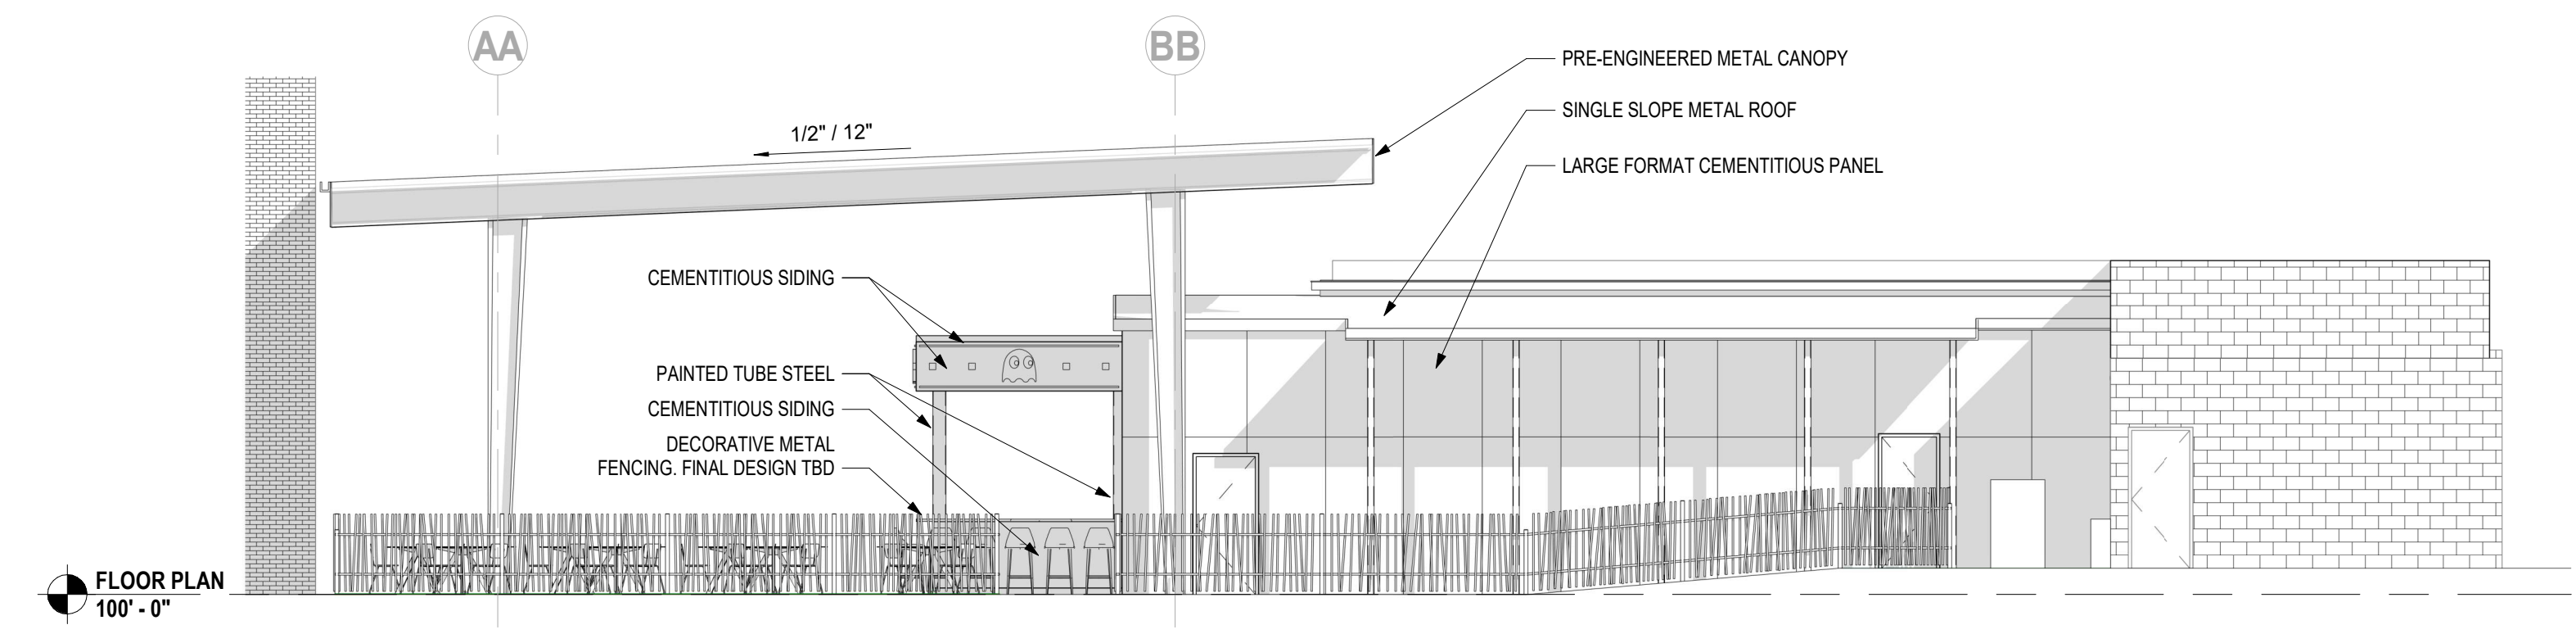 AA
BB
PRE-ENGINEERED METAL CANOPY
SINGLE SLOPE METAL ROOF
1/2" / 12"
LARGE FORMAT CEMENTITIOUS PANEL
CEMENTITIOUS SIDING
PAINTED TUBE STEEL
CEMENTITIOUS SIDING
DECORATIVE METAL
FENCING. FINAL DESIGN TBD
FLOOR PLAN
100' - 0"